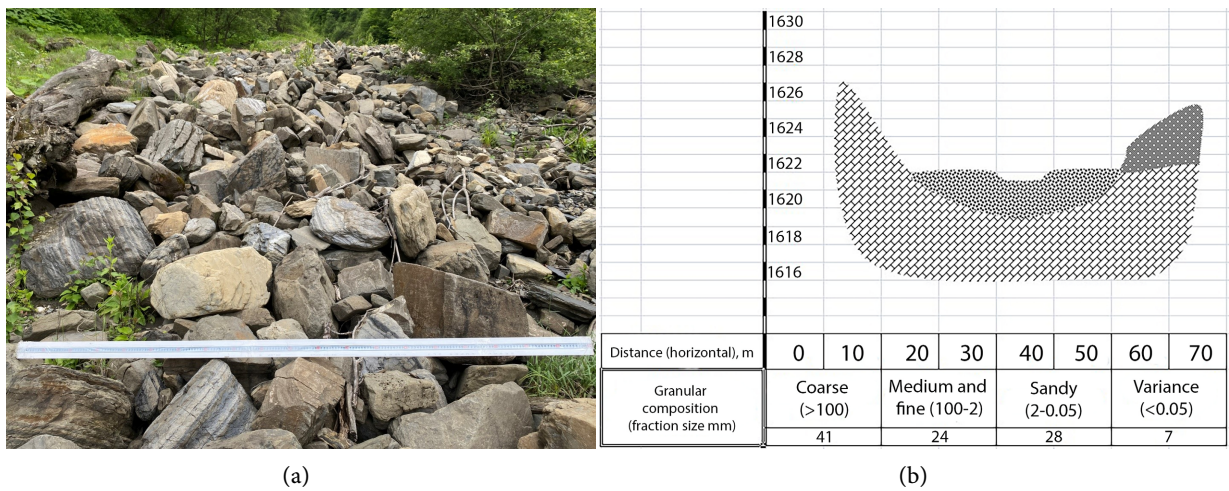 1630
1628
1626
1624
1622
1620
1618
1616
Distance (horizontal), m 0 10 20 30 40 50 60 70
Granular
composition
(fraction size mm)
Coarse
(>100)
Medium and
fine (100-2)
Sandy
(2-0.05)
Variance
(<0.05)
41 24 28 7
(a) (b)